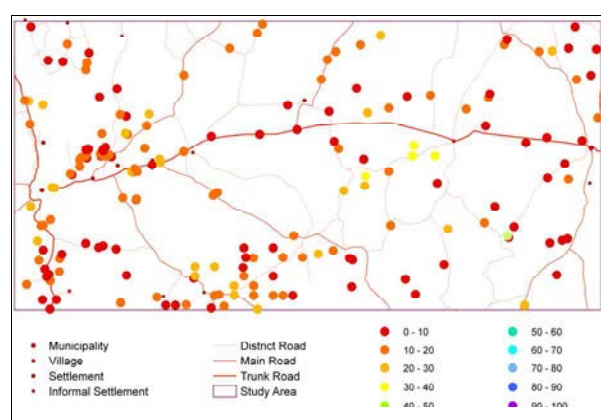 Municipality
Village
Settlement
Informal Settlement
District Road
Main Road
Trunk Road
Study Area
0 - 10
10 - 20
20 - 30
30 - 40
40 - 50
50 - 60
60 - 70
70 - 80
80 - 90
90 - 100